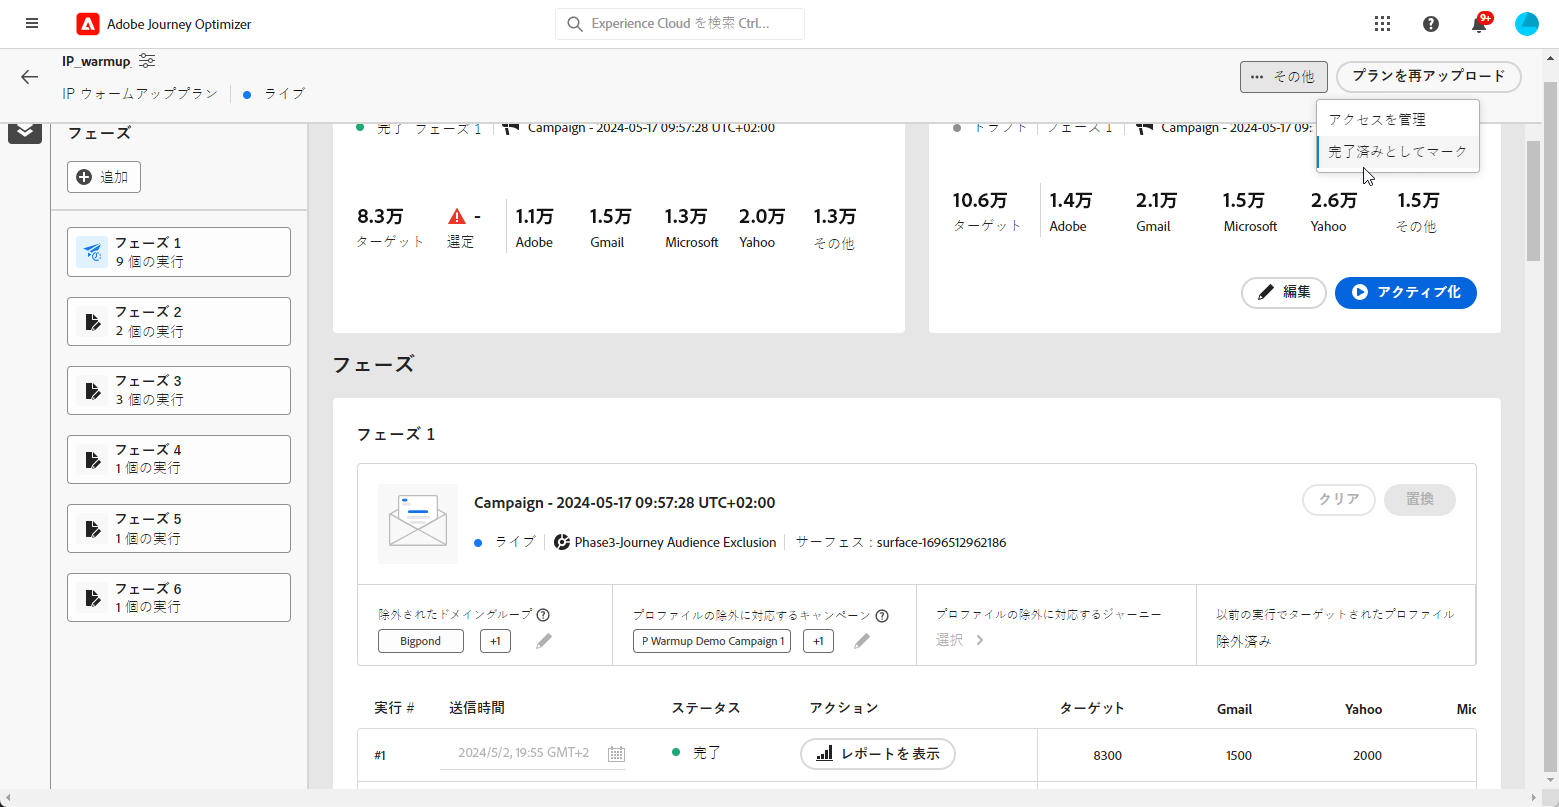 Adobe Journey Optimizer
Experience Cloud を検索 Ctrl...
9+
IP_warmup
IP ウォームアッププラン
ライブ
... その他
プランを再アップロード
アクセスを管理
完了済みとしてマーク
フェーズ
追加
フェーズ 1
9 個の実行
フェーズ 2
2 個の実行
フェーズ 3
3 個の実行
フェーズ 4
1 個の実行
フェーズ 5
1 個の実行
フェーズ 6
1 個の実行
完了 フェーズ 1 Campaign - 2024-05-17 09:57:28 UTC+02:00
8.3万 - 1.1万 1.5万 1.3万 2.0万 1.3万
ターゲット 選定 Adobe Gmail Microsoft Yahoo その他
ドラフト フェーズ 1 Campaign - 2024-05-17 09:
10.6万 1.4万 2.1万 1.5万 2.6万 1.5万
ターゲット Adobe Gmail Microsoft Yahoo その他
編集 アクティブ化
フェーズ
フェーズ 1
Campaign - 2024-05-17 09:57:28 UTC+02:00
クリア 置換
ライブ Phase3-Journey Audience Exclusion サーフェス : surface-1696512962186
除外されたドメイングループ
Bigpond +1
プロファイルの除外に対応するキャンペーン
P Warmup Demo Campaign 1 +1
プロファイルの除外に対応するジャーニー
選択
以前の実行でターゲットされたプロファイル
除外済み
実行 # 送信時間 ステータス アクション ターゲット Gmail Yahoo Mic
#1 2024/5/2, 19:55 GMT+2 完了 レポートを表示 8300 1500 2000